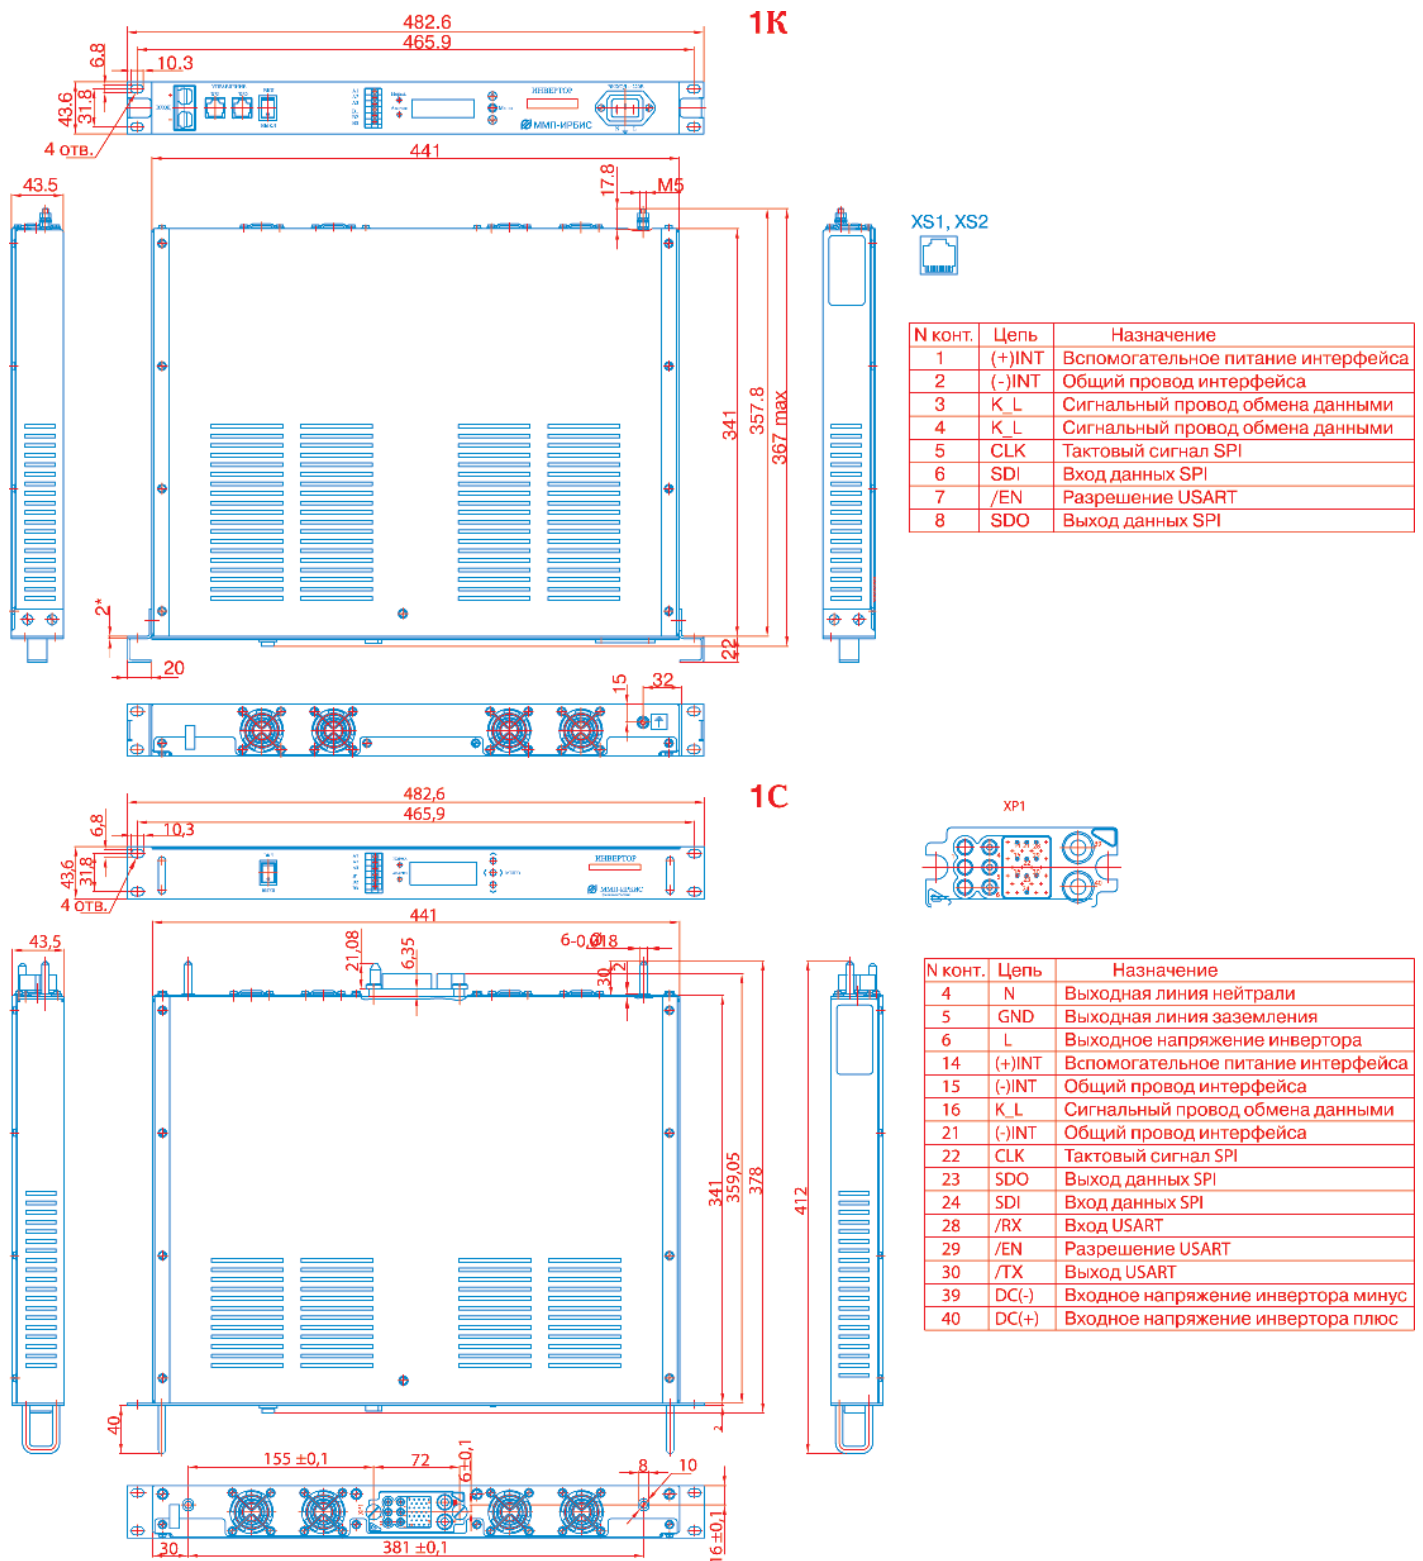 1К
482.6
465.9
6.8
10.3
43.6
31.8
4 отв.
ИНВЕРТОР
ММП-ИРБИС
441
43.5
17.8
M5
341
357.8
367 max
2*
20
22
15
32
XS1, XS2
N конт. Цепь Назначение
1 (+)INT Вспомогательное питание интерфейса
2 (-)INT Общий провод интерфейса
3 K_L Сигнальный провод обмена данными
4 K_L Сигнальный провод обмена данными
5 CLK Тактовый сигнал SPI
6 SDI Вход данных SPI
7 /EN Разрешение USART
8 SDO Выход данных SPI
1С
482,6
465,9
6,8
10,3
43,6
31,8
4 отв.
ИНВЕРТОР
ММП-ИРБИС
441
43,5
21,08
6,35
30
2
341
359,05
378
412
40
2
155 ±0,1
72
6±0,1
8
10
30
381 ±0,1
16±0,1
XP1
N конт. Цепь Назначение
4 N Выходная линия нейтрали
5 GND Выходная линия заземления
6 L Выходное напряжение инвертора
14 (+)INT Вспомогательное питание интерфейса
15 (-)INT Общий провод интерфейса
16 K_L Сигнальный провод обмена данными
21 (-)INT Общий провод интерфейса
22 CLK Тактовый сигнал SPI
23 SDO Выход данных SPI
24 SDI Вход данных SPI
28 /RX Вход USART
29 /EN Разрешение USART
30 /TX Выход USART
39 DC(-) Входное напряжение инвертора минус
40 DC(+) Входное напряжение инвертора плюс